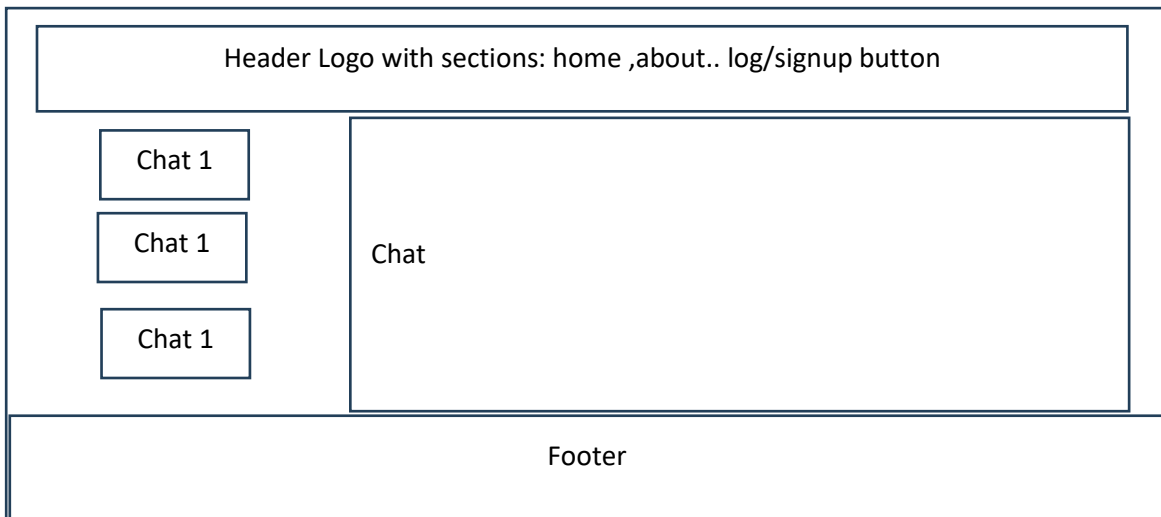 Header Logo with sections: home ,about.. log/signup button
Chat 1
Chat 1
Chat
Chat 1
Footer